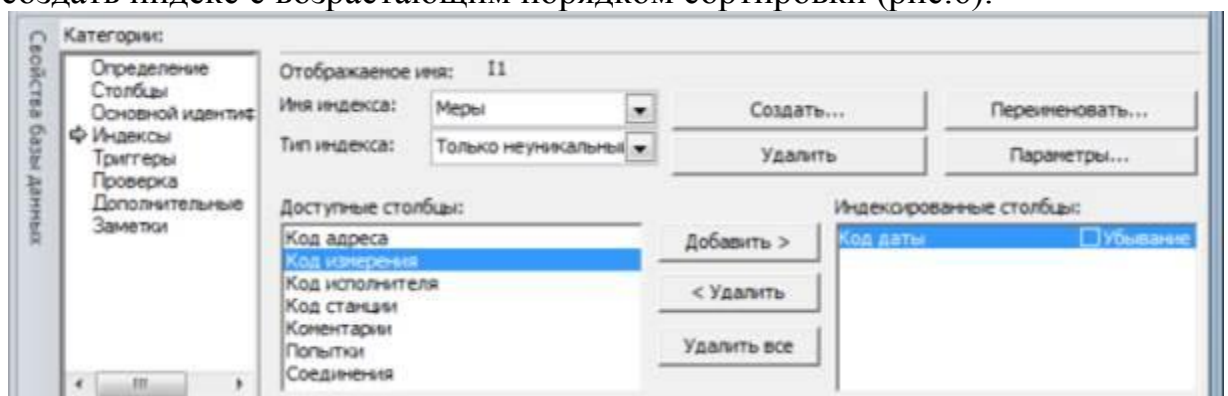 создать индекс с возрастающим порядком сортировки (рис.6).
Свойства базы данных
Категории:
Определение
Столбцы
Основной идентиф
Индексы
Триггеры
Проверка
Дополнительные
Заметки
Отображаемое имя: I1
Имя индекса: Меры
Создать... Переименовать...
Тип индекса: Только неуникальны
Удалить Параметры...
Доступные столбцы:
Код адреса
Код измерения
Код исполнителя
Код станции
Коментарии
Попытки
Соединения
Добавить >
< Удалить
Удалить все
Индексированные столбцы:
Код даты Убывание